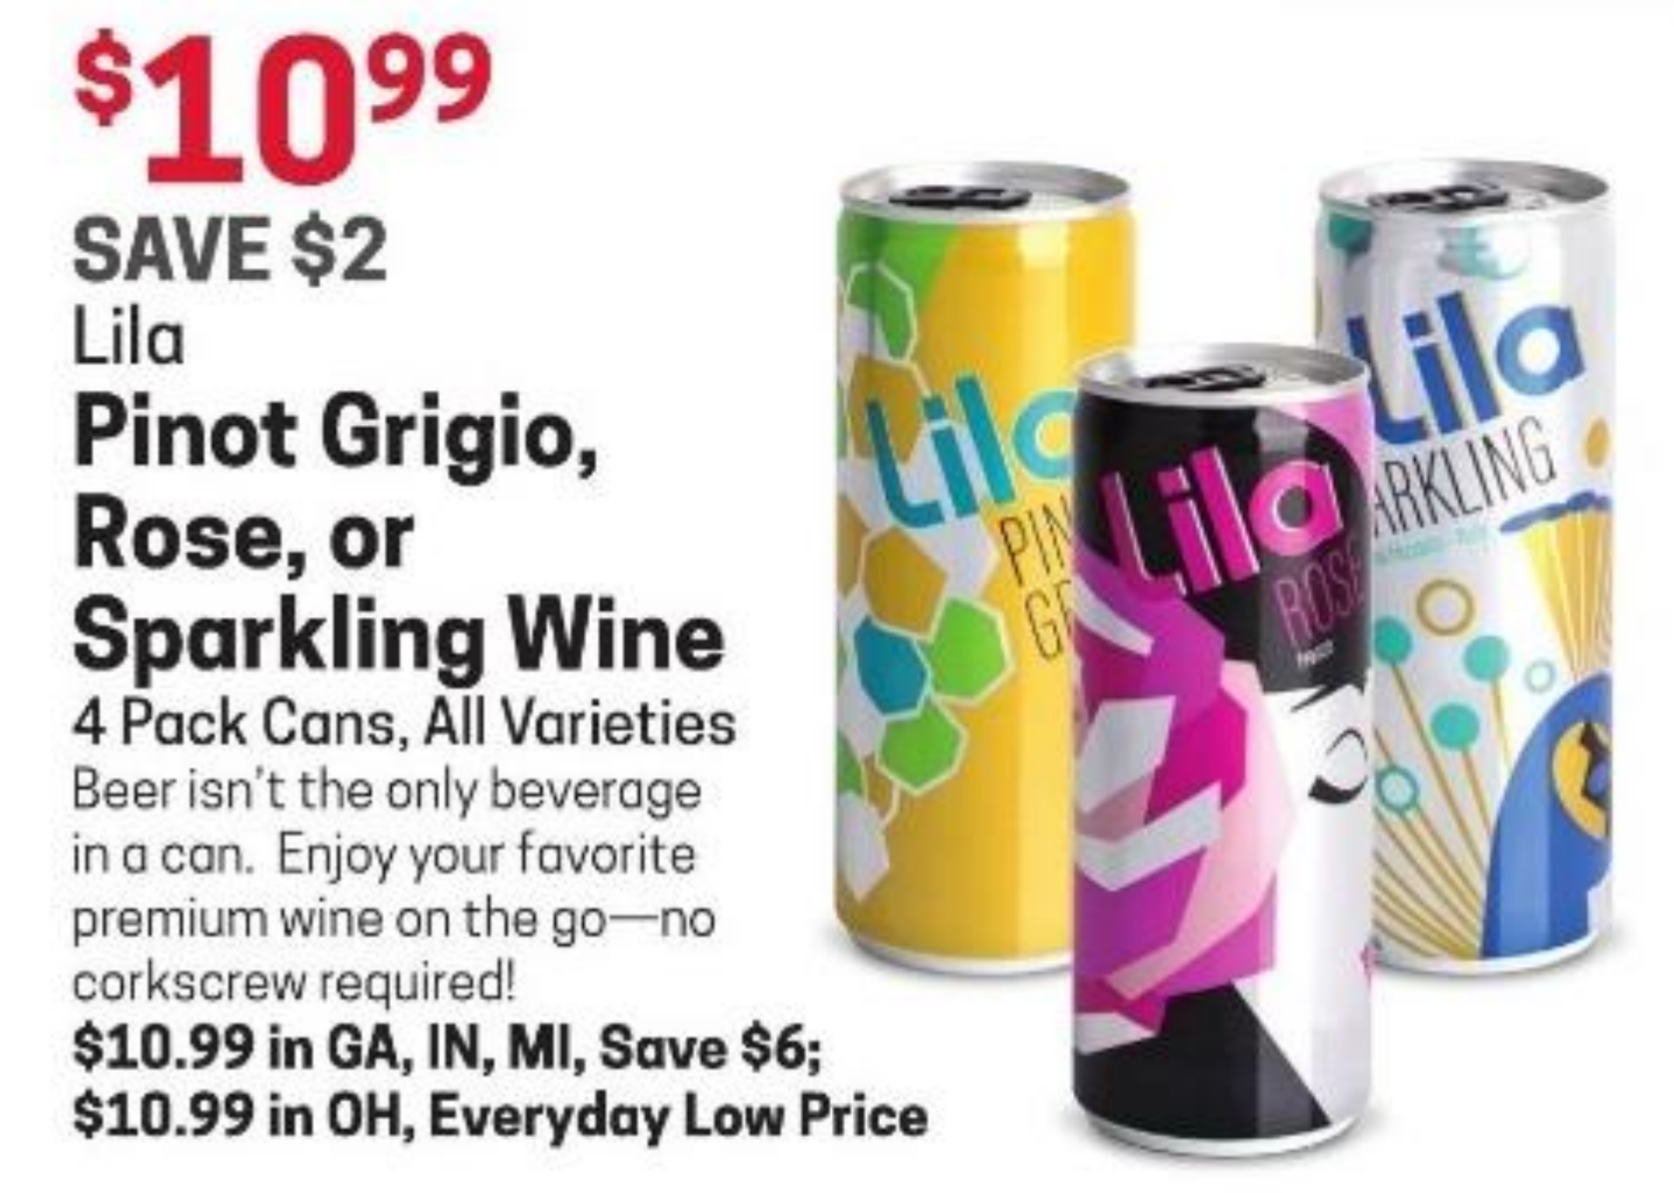 $10.99
SAVE $2
Lila
Pinot Grigio,
Rose, or
Sparkling Wine
4 Pack Cans, All Varieties
Beer isn't the only beverage
in a can. Enjoy your favorite
premium wine on the go—no
corkscrew required!
$10.99 in GA, IN, MI, Save $6;
$10.99 in OH, Everyday Low Price
Lila
PIN
GR
Lila
ROSE
Lila
ARKLING